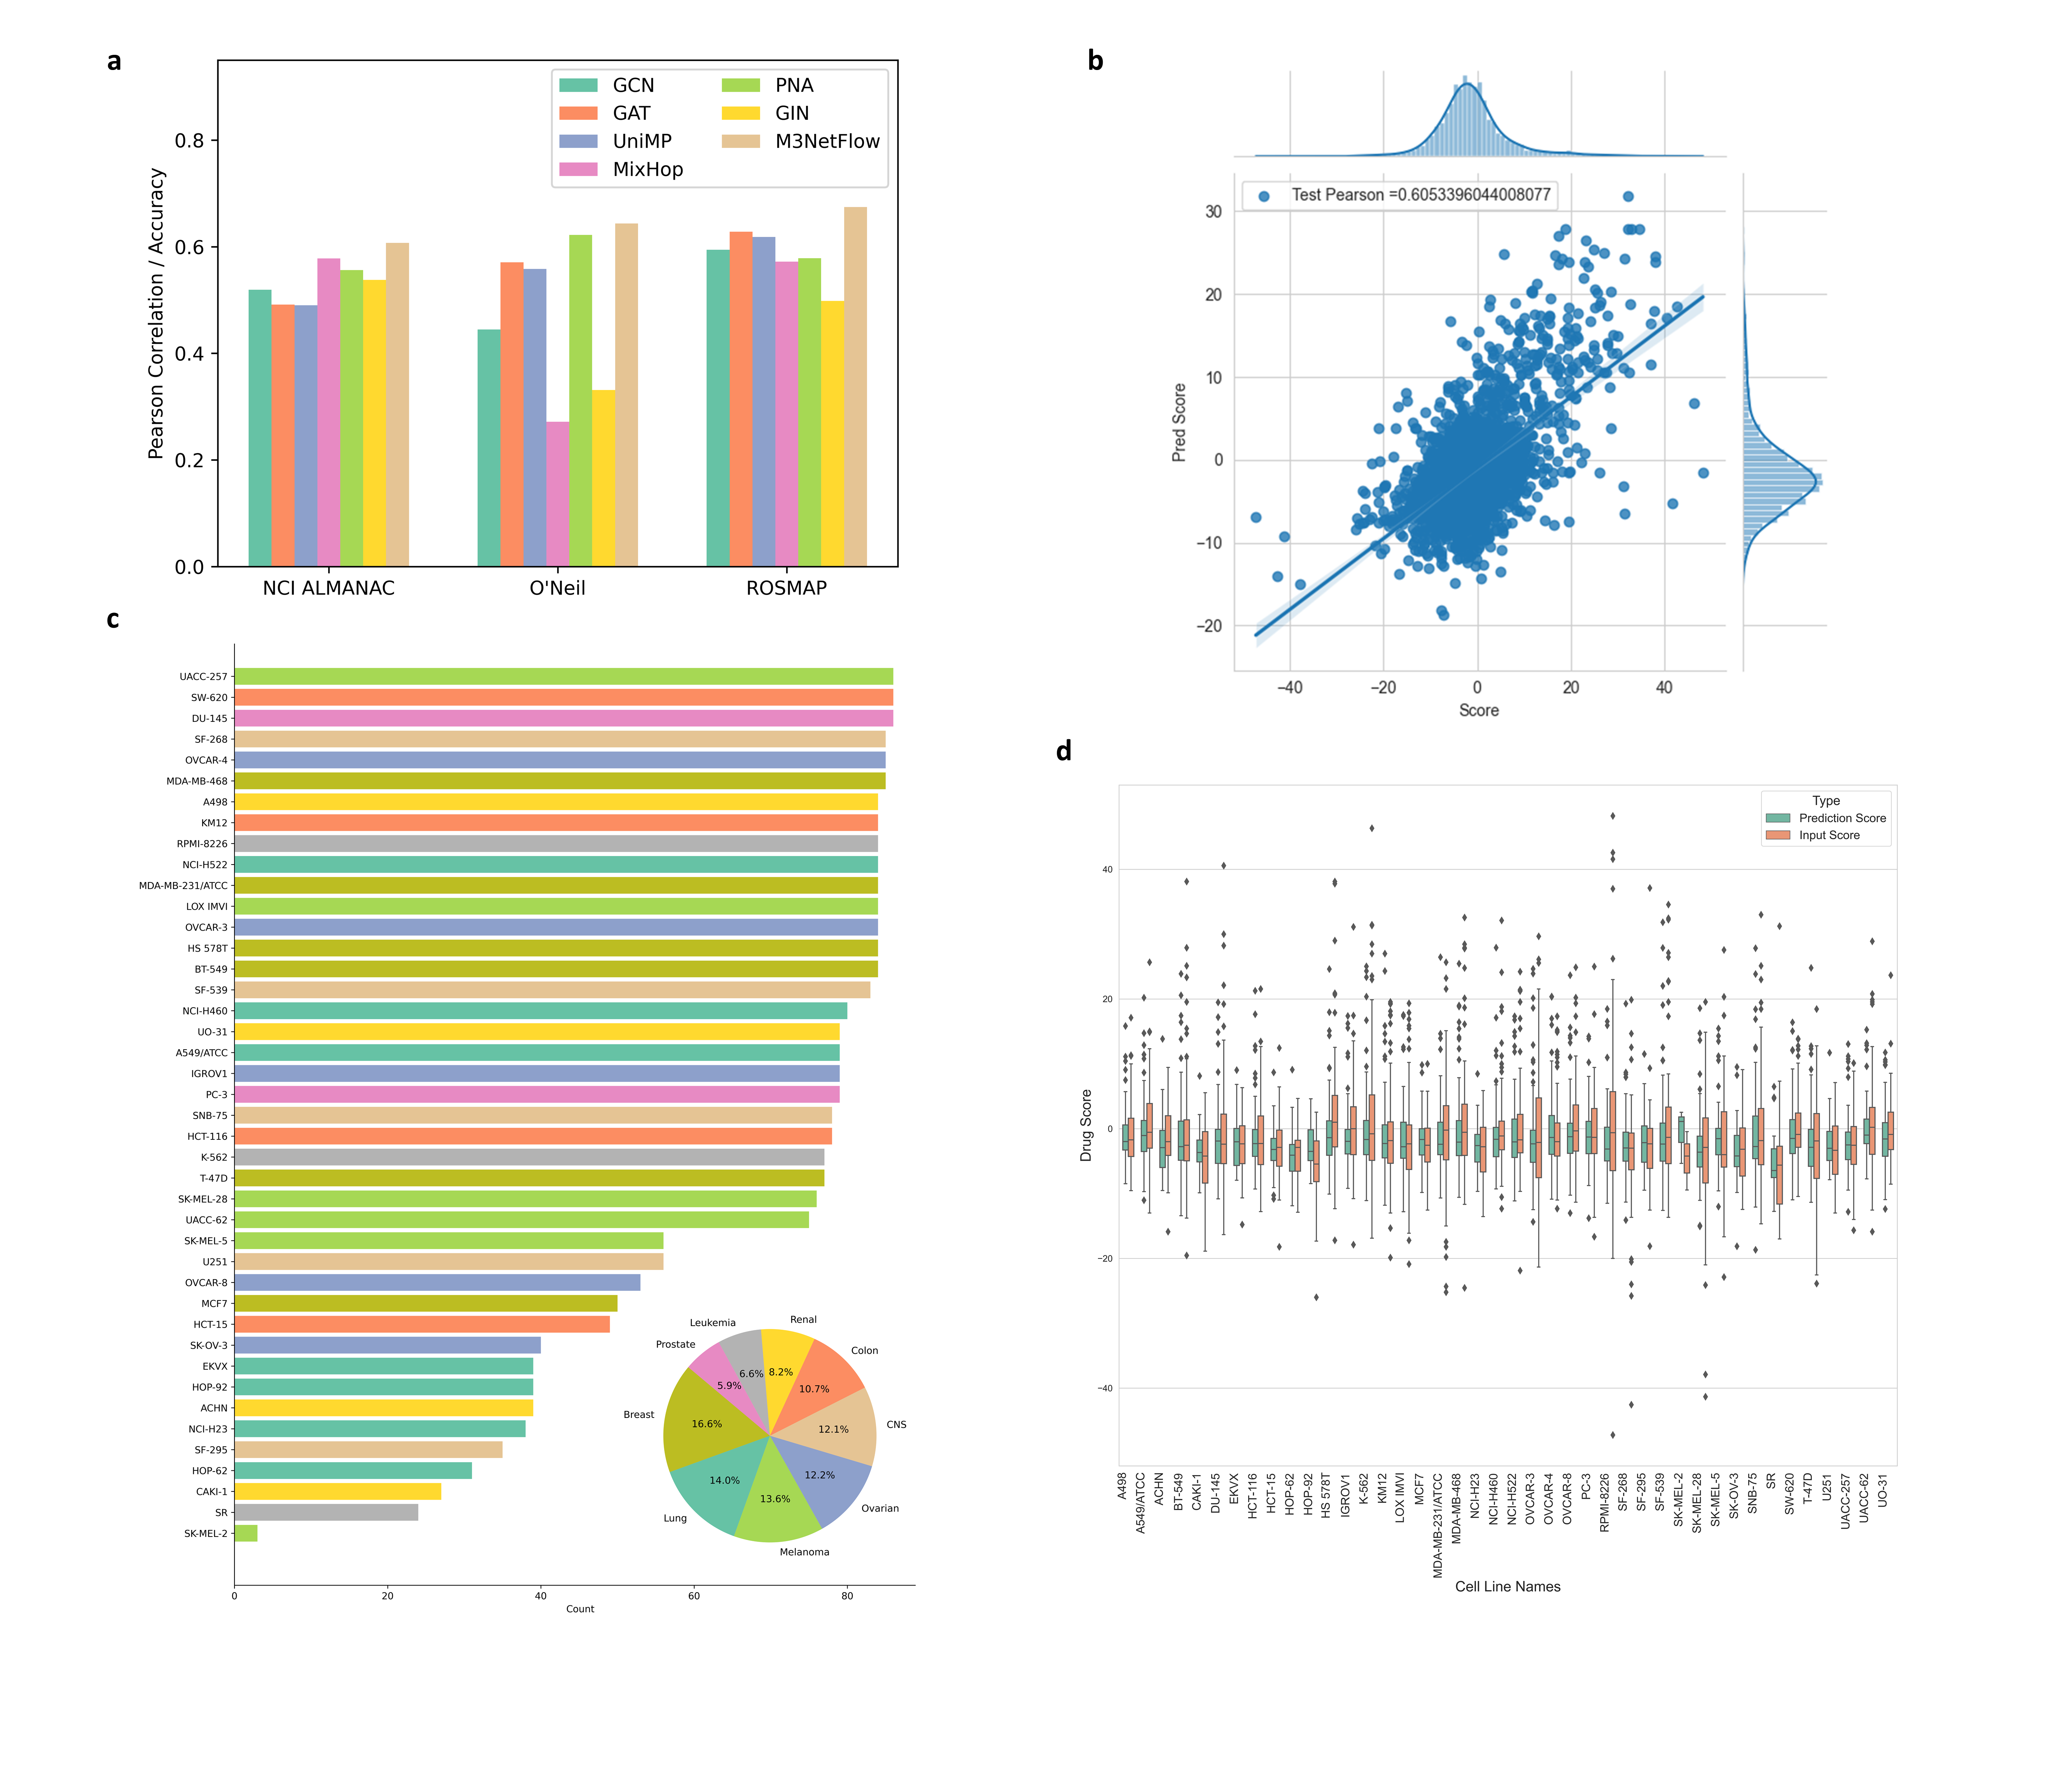 a
GCN
GAT
UniMP
MixHop
PNA
GIN
M3NetFlow
Pearson Correlation / Accuracy
0.8
0.6
0.4
0.2
0.0
NCI ALMANAC
O'Neil
ROSMAP
b
Test Pearson =0.6053396044008077
Pred Score
30
20
10
0
−10
−20
−40
−20
0
20
40
Score
c
UACC-257
SW-620
DU-145
SF-268
OVCAR-4
MDA-MB-468
A498
KM12
RPMI-8226
NCI-H522
MDA-MB-231/ATCC
LOX IMVI
OVCAR-3
HS 578T
BT-549
SF-539
NCI-H460
UO-31
A549/ATCC
IGROV1
PC-3
SNB-75
HCT-116
K-562
T-47D
SK-MEL-28
UACC-62
SK-MEL-5
U251
OVCAR-8
MCF7
HCT-15
SK-OV-3
EKVX
HOP-92
ACHN
NCI-H23
SF-295
HOP-62
CAKI-1
SR
SK-MEL-2
0
20
40
60
80
Count
Leukemia
Renal
Prostate
Colon
Breast
CNS
Lung
Ovarian
Melanoma
6.6%
8.2%
5.9%
10.7%
16.6%
12.1%
14.0%
12.2%
13.6%
d
Type
Prediction Score
Input Score
Drug Score
40
20
0
−20
−40
A498
A549/ATCC
ACHN
BT-549
CAKI-1
DU-145
EKVX
HCT-116
HCT-15
HOP-62
HOP-92
HS 578T
IGROV1
K-562
KM12
LOX IMVI
MCF7
MDA-MB-231/ATCC
MDA-MB-468
NCI-H23
NCI-H460
NCI-H522
OVCAR-3
OVCAR-4
OVCAR-8
PC-3
RPMI-8226
SF-268
SF-295
SF-539
SK-MEL-2
SK-MEL-28
SK-MEL-5
SK-OV-3
SNB-75
SR
SW-620
T-47D
U251
UACC-257
UACC-62
UO-31
Cell Line Names